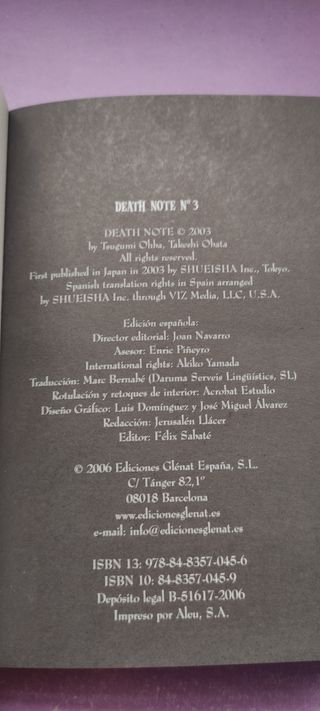 DEATH NOTE Nº 3
DEATH NOTE © 2003
by Tsugumi Ohba, Takeshi Obata
All rights reserved.
First published in Japan in 2003 by SHUEISHA Inc., Tokyo.
Spanish translation rights in Spain arranged
by SHUEISHA Inc. through VIZ Media, LLC, U.S.A.
Edición española:
Director editorial: Joan Navarro
Asesor: Enric Piñeyro
International rights: Akiko Yamada
Traducción: Marc Bernabé (Daruma Serveis Lingüístics, SL)
Rotulación y retoques de interior: Acrobat Estudio
Diseño Gráfico: Luis Domínguez y José Miguel Álvarez
Redacción: Jerusalén Llácer
Editor: Félix Sabaté
© 2006 Ediciones Glénat España, S.L.
C/ Tánger 82,1º
08018 Barcelona
www.edicionesglenat.es
e-mail: info@edicionesglenat.es
ISBN 13: 978-84-8357-045-6
ISBN 10: 84-8357-045-9
Depósito legal B-51617-2006
Impreso por Aleu, S.A.